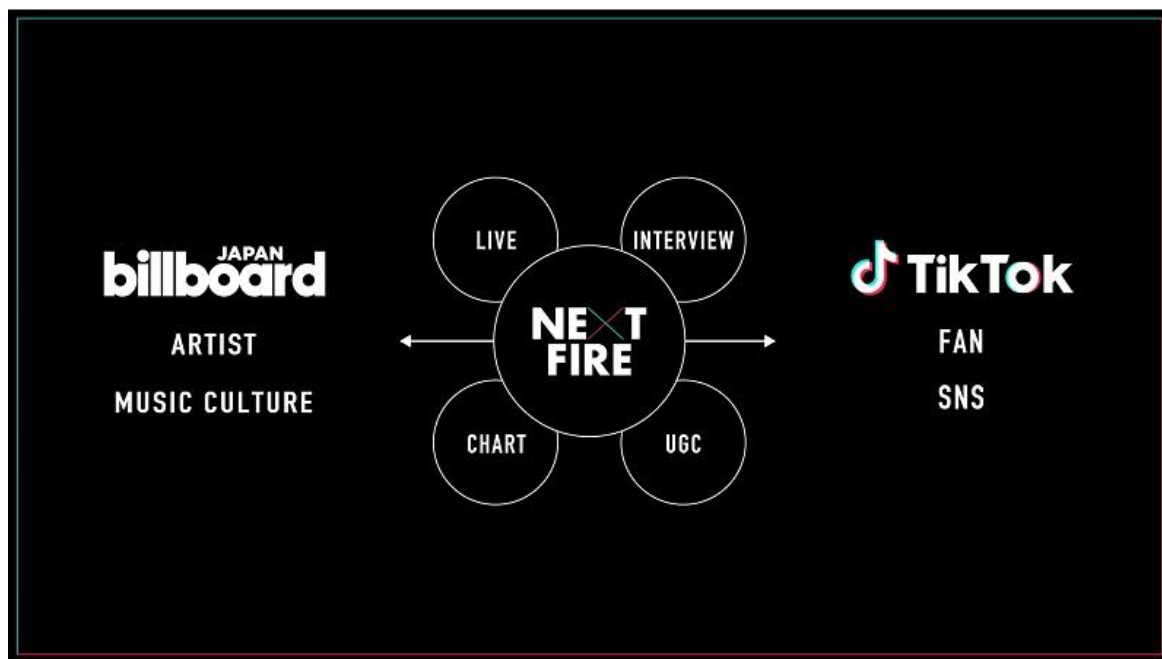 JAPAN
billboard
ARTIST
MUSIC CULTURE
LIVE
INTERVIEW
NEXT
FIRE
CHART
UGC
TikTok
FAN
SNS